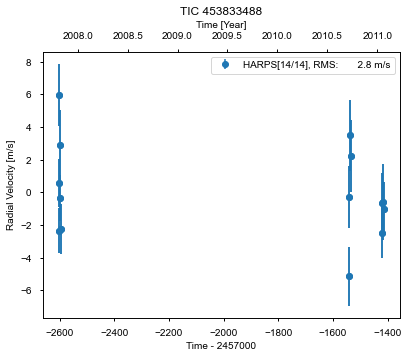 TIC 453833488
Time [Year]
2008.0 2008.5 2009.0 2009.5 2010.0 2010.5 2011.0
HARPS[14/14], RMS: 2.8 m/s
8
6
4
2
0
−2
−4
−6
Radial Velocity [m/s]
−2600 −2400 −2200 −2000 −1800 −1600 −1400
Time - 2457000